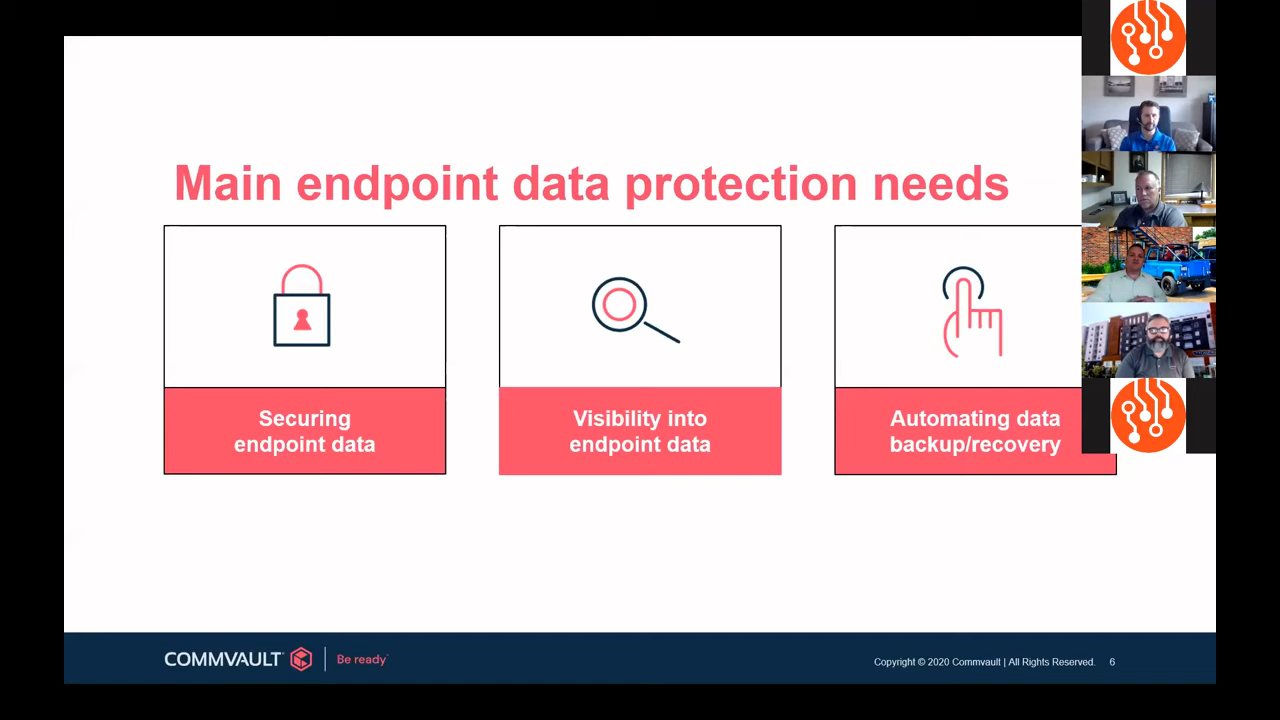 Main endpoint data protection needs
Securing
endpoint data
Visibility into
endpoint data
Automating data
backup/recovery
COMMVAULT
Be ready
Copyright © 2020 Commvault | All Rights Reserved. 6